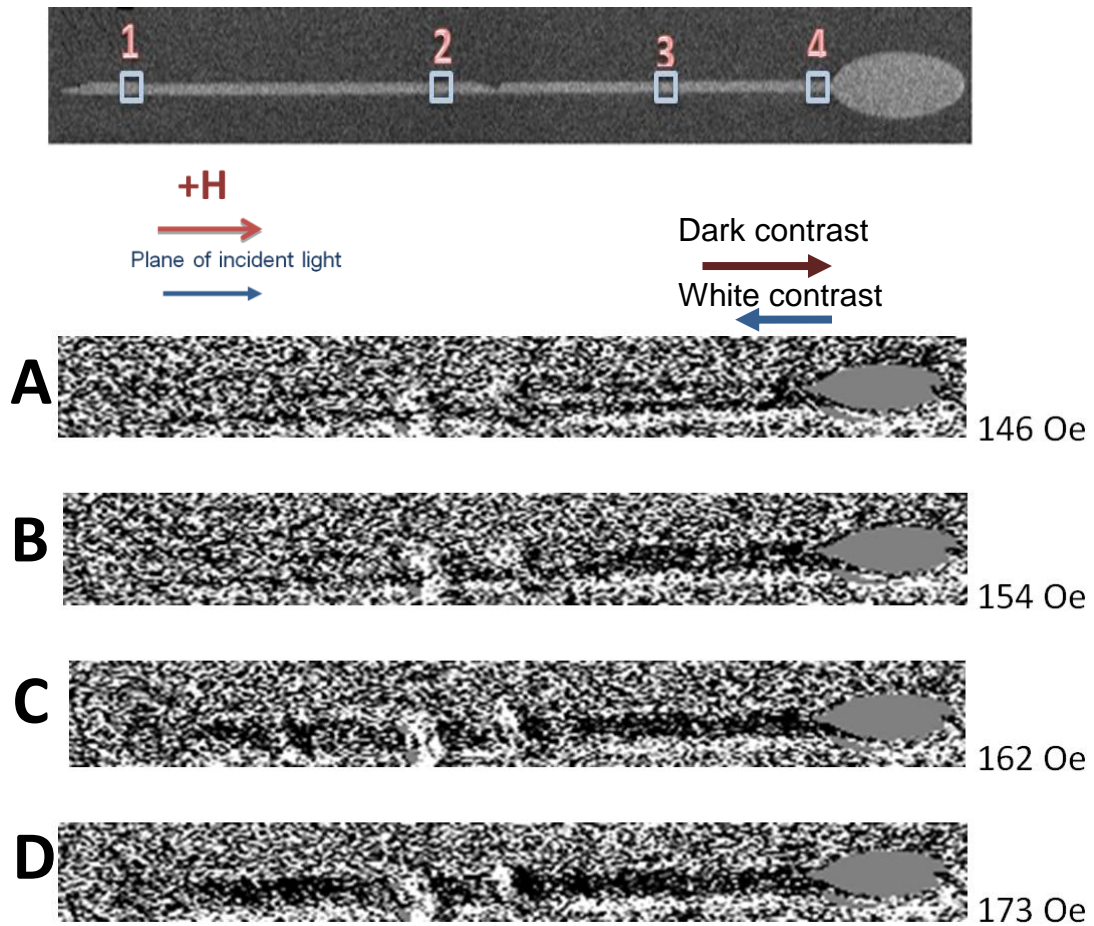 1 2 3 4
+H
Plane of incident light
Dark contrast
White contrast
A
146 Oe
B
154 Oe
C
162 Oe
D
173 Oe